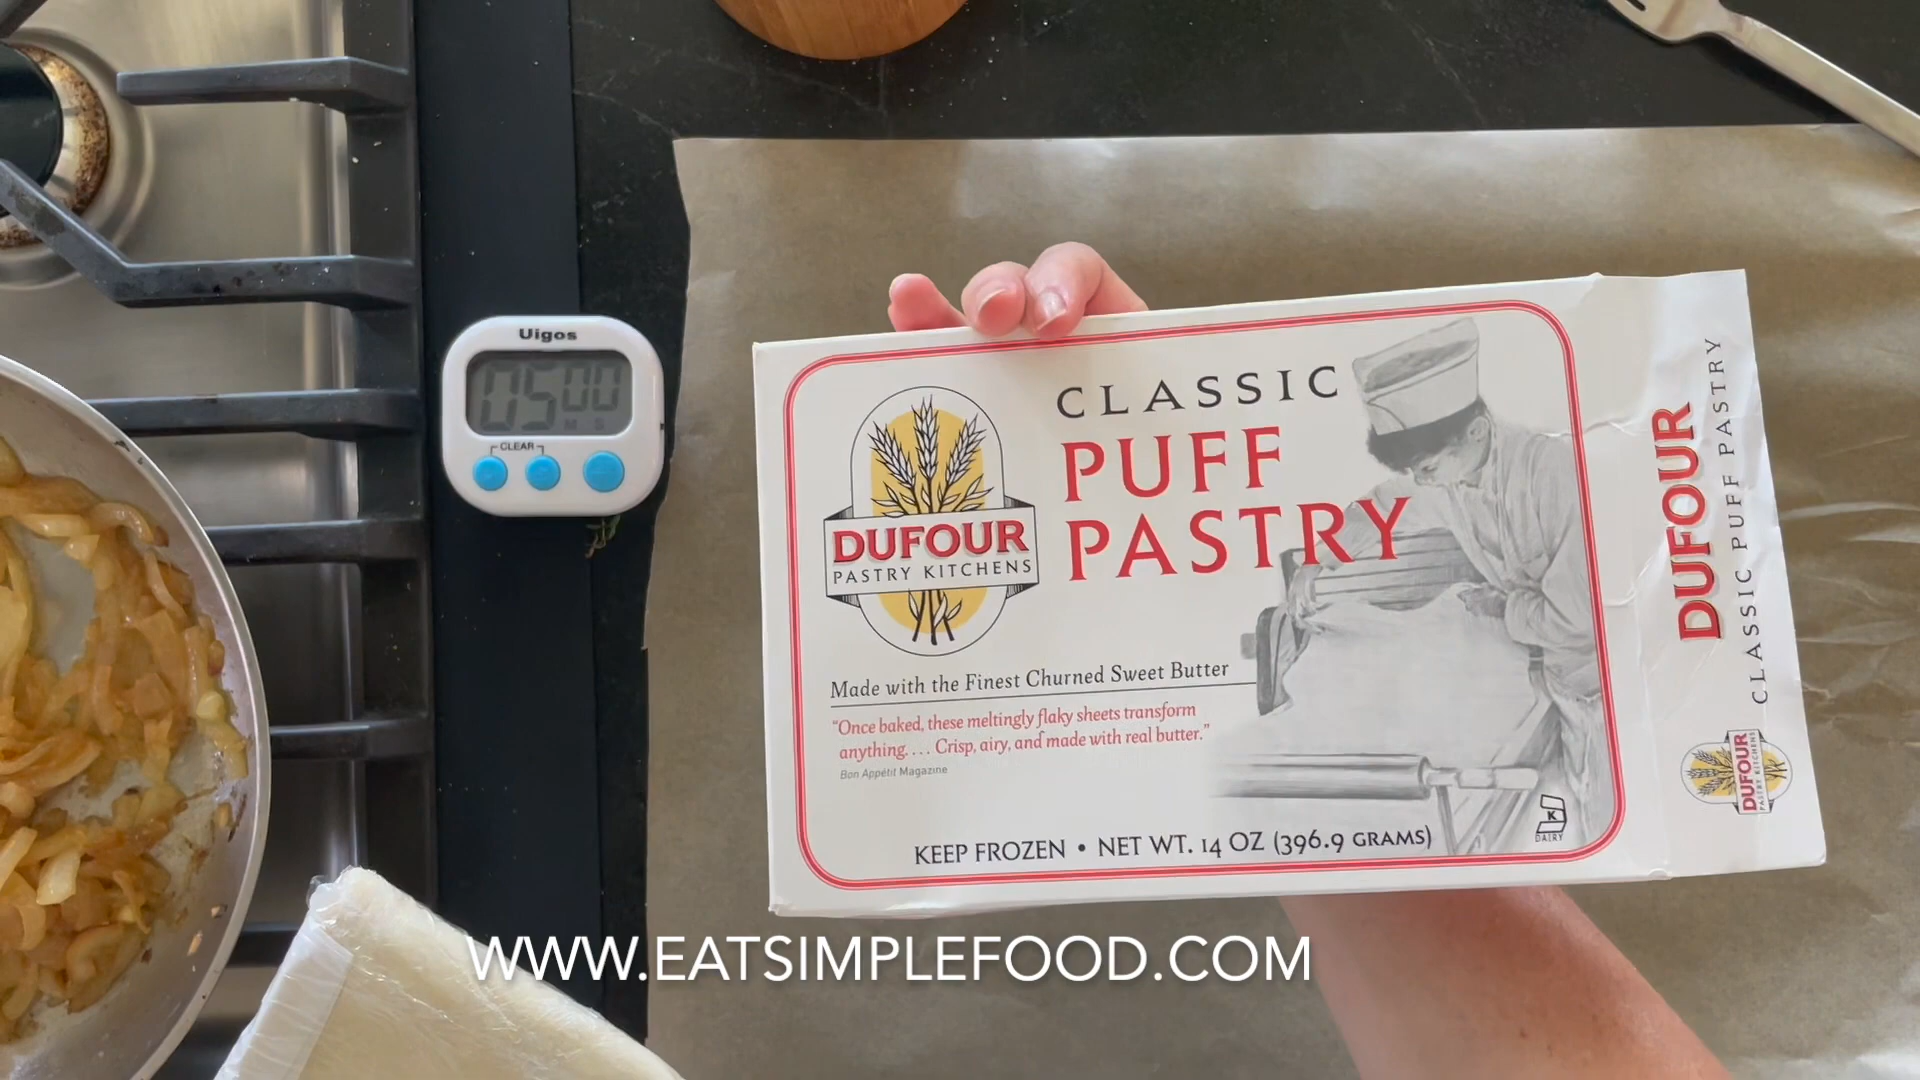 Uigos
05 00
M S
CLEAR
CLASSIC
PUFF
PASTRY
DUFOUR
PASTRY KITCHENS
Made with the Finest Churned Sweet Butter
“Once baked, these meltingly flaky sheets transform
anything.... Crisp, airy, and made with real butter.”
Bon Appétit Magazine
KEEP FROZEN • NET WT. 14 OZ (396.9 GRAMS)
K
DAIRY
DUFOUR
CLASSIC PUFF PASTRY
DUFOUR
PASTRY KITCHENS
WWW.EATSIMPLEFOOD.COM